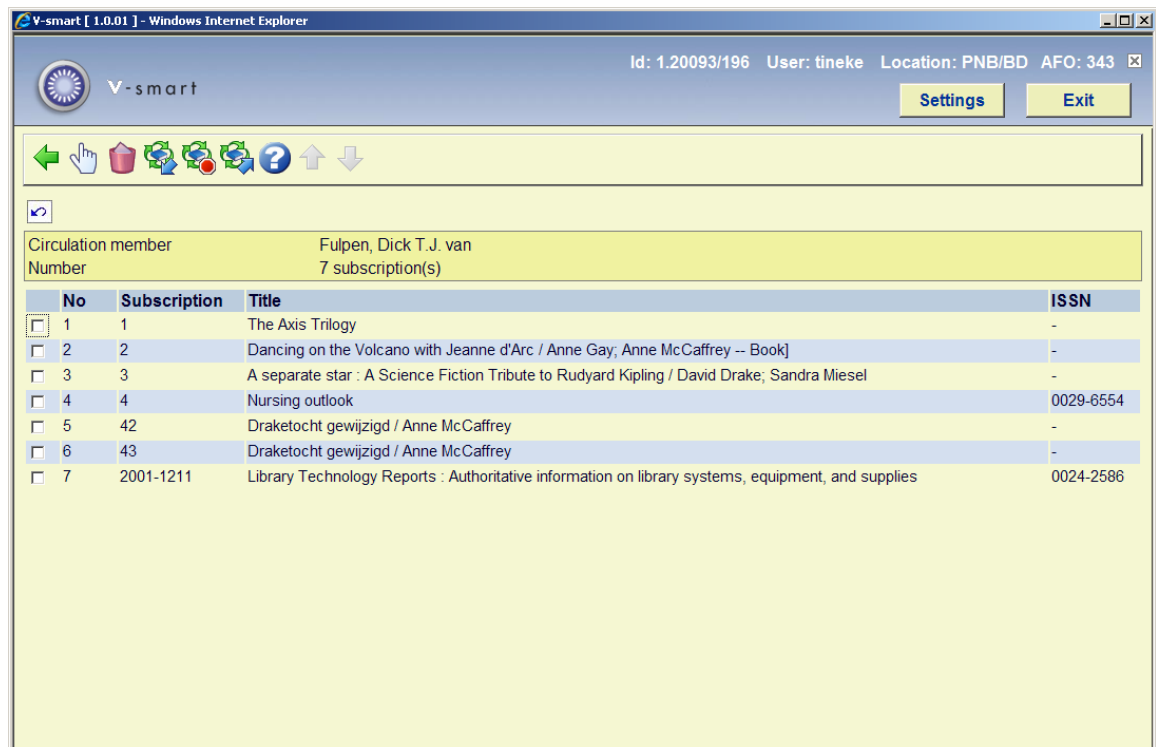 V-smart [ 1.0.01 ] - Windows Internet Explorer
Id: 1.20093/196 User: tineke Location: PNB/BD AFO: 343
V-smart
Settings Exit
Circulation member Fulpen, Dick T.J. van
Number 7 subscription(s)
No Subscription Title ISSN
1 1 The Axis Trilogy -
2 2 Dancing on the Volcano with Jeanne d'Arc / Anne Gay; Anne McCaffrey -- Book] -
3 3 A separate star : A Science Fiction Tribute to Rudyard Kipling / David Drake; Sandra Miesel -
4 4 Nursing outlook 0029-6554
5 42 Draketocht gewijzigd / Anne McCaffrey -
6 43 Draketocht gewijzigd / Anne McCaffrey -
7 2001-1211 Library Technology Reports : Authoritative information on library systems, equipment, and supplies 0024-2586